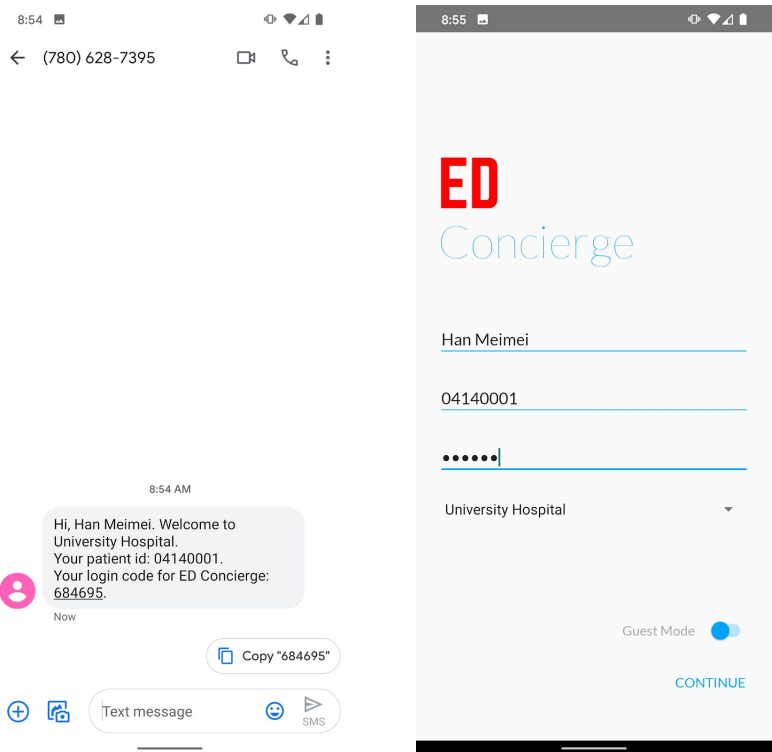 8:54
(780) 628-7395
8:54 AM
Hi, Han Meimei. Welcome to
University Hospital.
Your patient id: 04140001.
Your login code for ED Concierge:
684695.
Now
Copy "684695"
Text message
SMS
8:55
ED
Concierge
Han Meimei
04140001
••••••
University Hospital
Guest Mode
CONTINUE